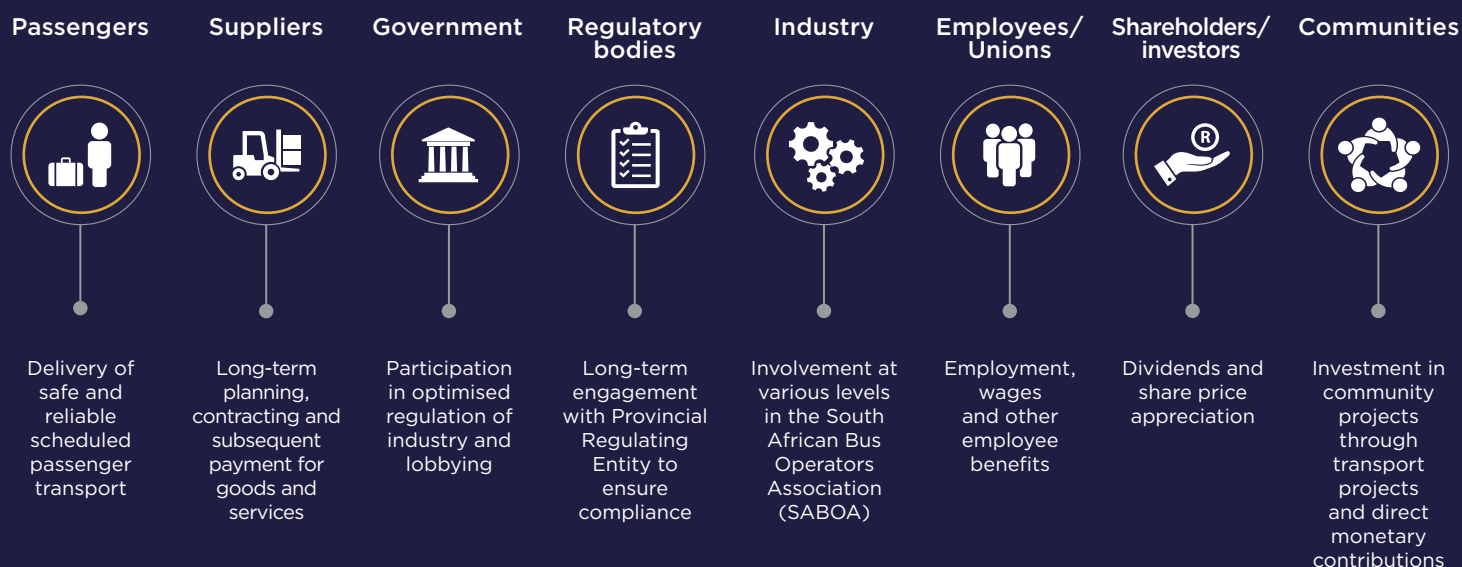 Passengers
Delivery of
safe and
reliable
scheduled
passenger
transport
Suppliers
Long-term
planning,
contracting and
subsequent
payment for
goods and
services
Government
Participation
in optimised
regulation of
industry and
lobbying
Regulatory
bodies
Long-term
engagement
with Provincial
Regulating
Entity to
ensure
compliance
Industry
Involvement at
various levels
in the South
African Bus
Operators
Association
(SABOA)
Employees/
Unions
Employment,
wages
and other
employee
benefits
Shareholders/
investors
R
Dividends and
share price
appreciation
Communities
Investment in
community
projects
through
transport
projects
and direct
monetary
contributions